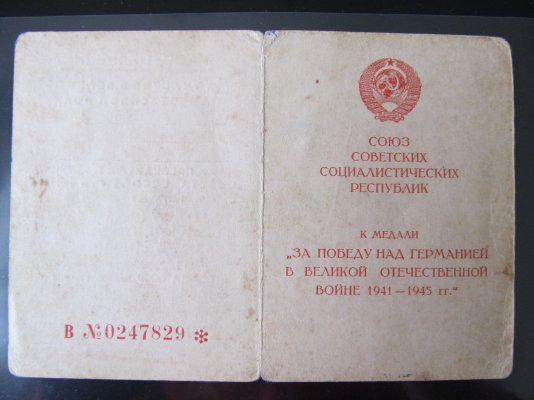 В №0247829 *
СОЮЗ
СОВЕТСКИХ
СОЦИАЛИСТИЧЕСКИХ
РЕСПУБЛИК
К МЕДАЛИ
„ЗА ПОБЕДУ НАД ГЕРМАНИЕЙ
В ВЕЛИКОЙ ОТЕЧЕСТВЕННОЙ
ВОЙНЕ 1941—1945 гг.“